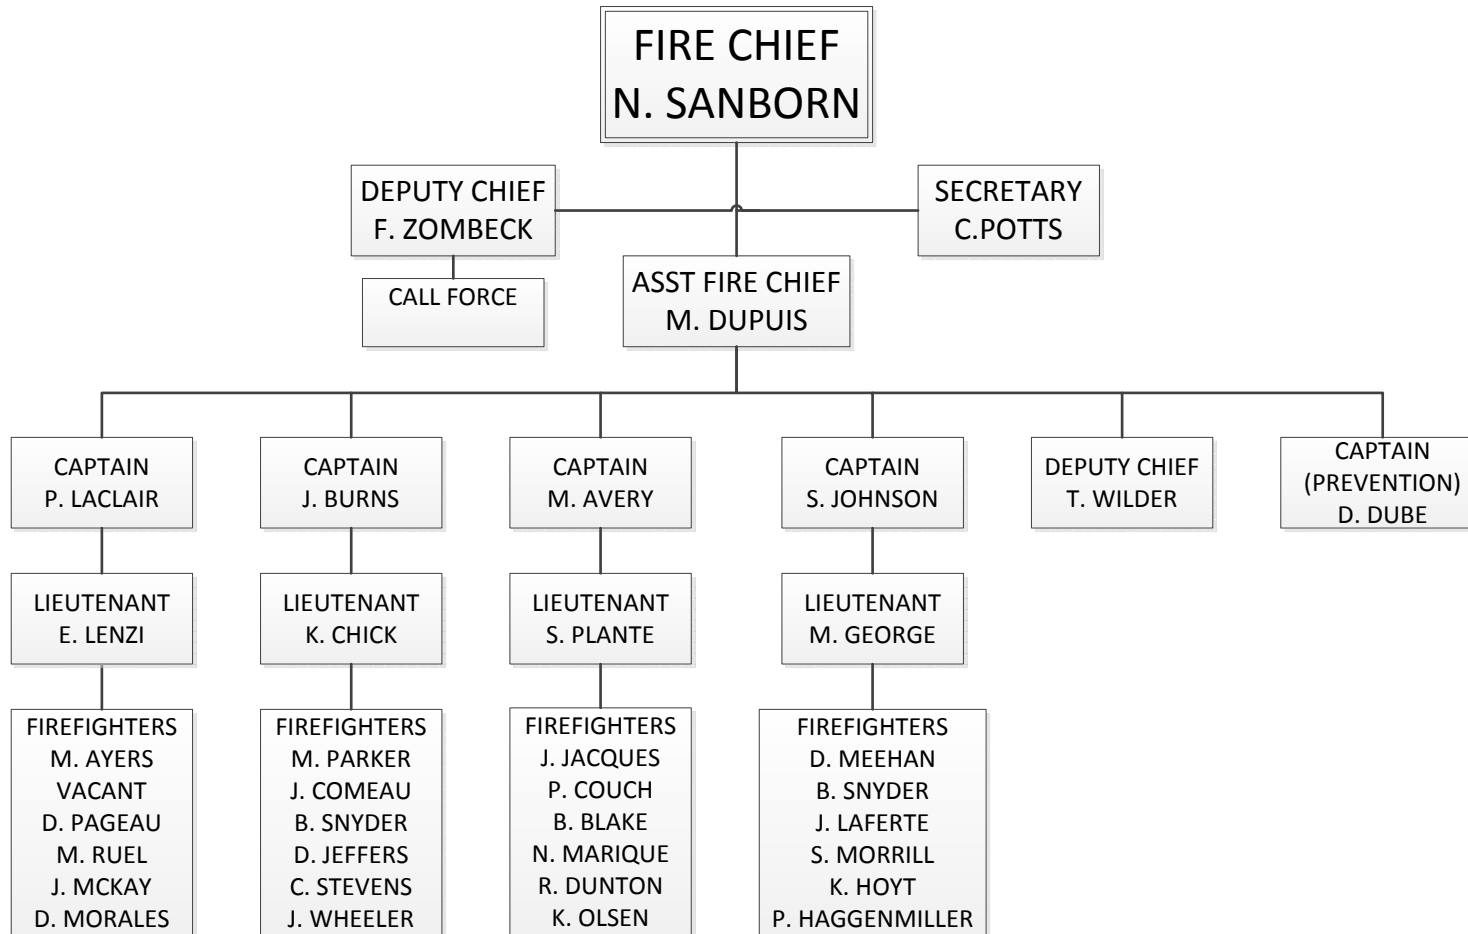 FIRE CHIEF
N. SANBORN
DEPUTY CHIEF
F. ZOMBECK
SECRETARY
C.POTTS
CALL FORCE
ASST FIRE CHIEF
M. DUPUIS
CAPTAIN
P. LACLAIR
CAPTAIN
J. BURNS
CAPTAIN
M. AVERY
CAPTAIN
S. JOHNSON
DEPUTY CHIEF
T. WILDER
CAPTAIN
(PREVENTION)
D. DUBE
LIEUTENANT
E. LENZI
LIEUTENANT
K. CHICK
LIEUTENANT
S. PLANTE
LIEUTENANT
M. GEORGE
FIREFIGHTERS
M. AYERS
VACANT
D. PAGEAU
M. RUEL
J. MCKAY
D. MORALES
FIREFIGHTERS
M. PARKER
J. COMEAU
B. SNYDER
D. JEFFERS
C. STEVENS
J. WHEELER
FIREFIGHTERS
J. JACQUES
P. COUCH
B. BLAKE
N. MARIQUE
R. DUNTON
K. OLSEN
FIREFIGHTERS
D. MEEHAN
B. SNYDER
J. LAFERTE
S. MORRILL
K. HOYT
P. HAGGENMILLER